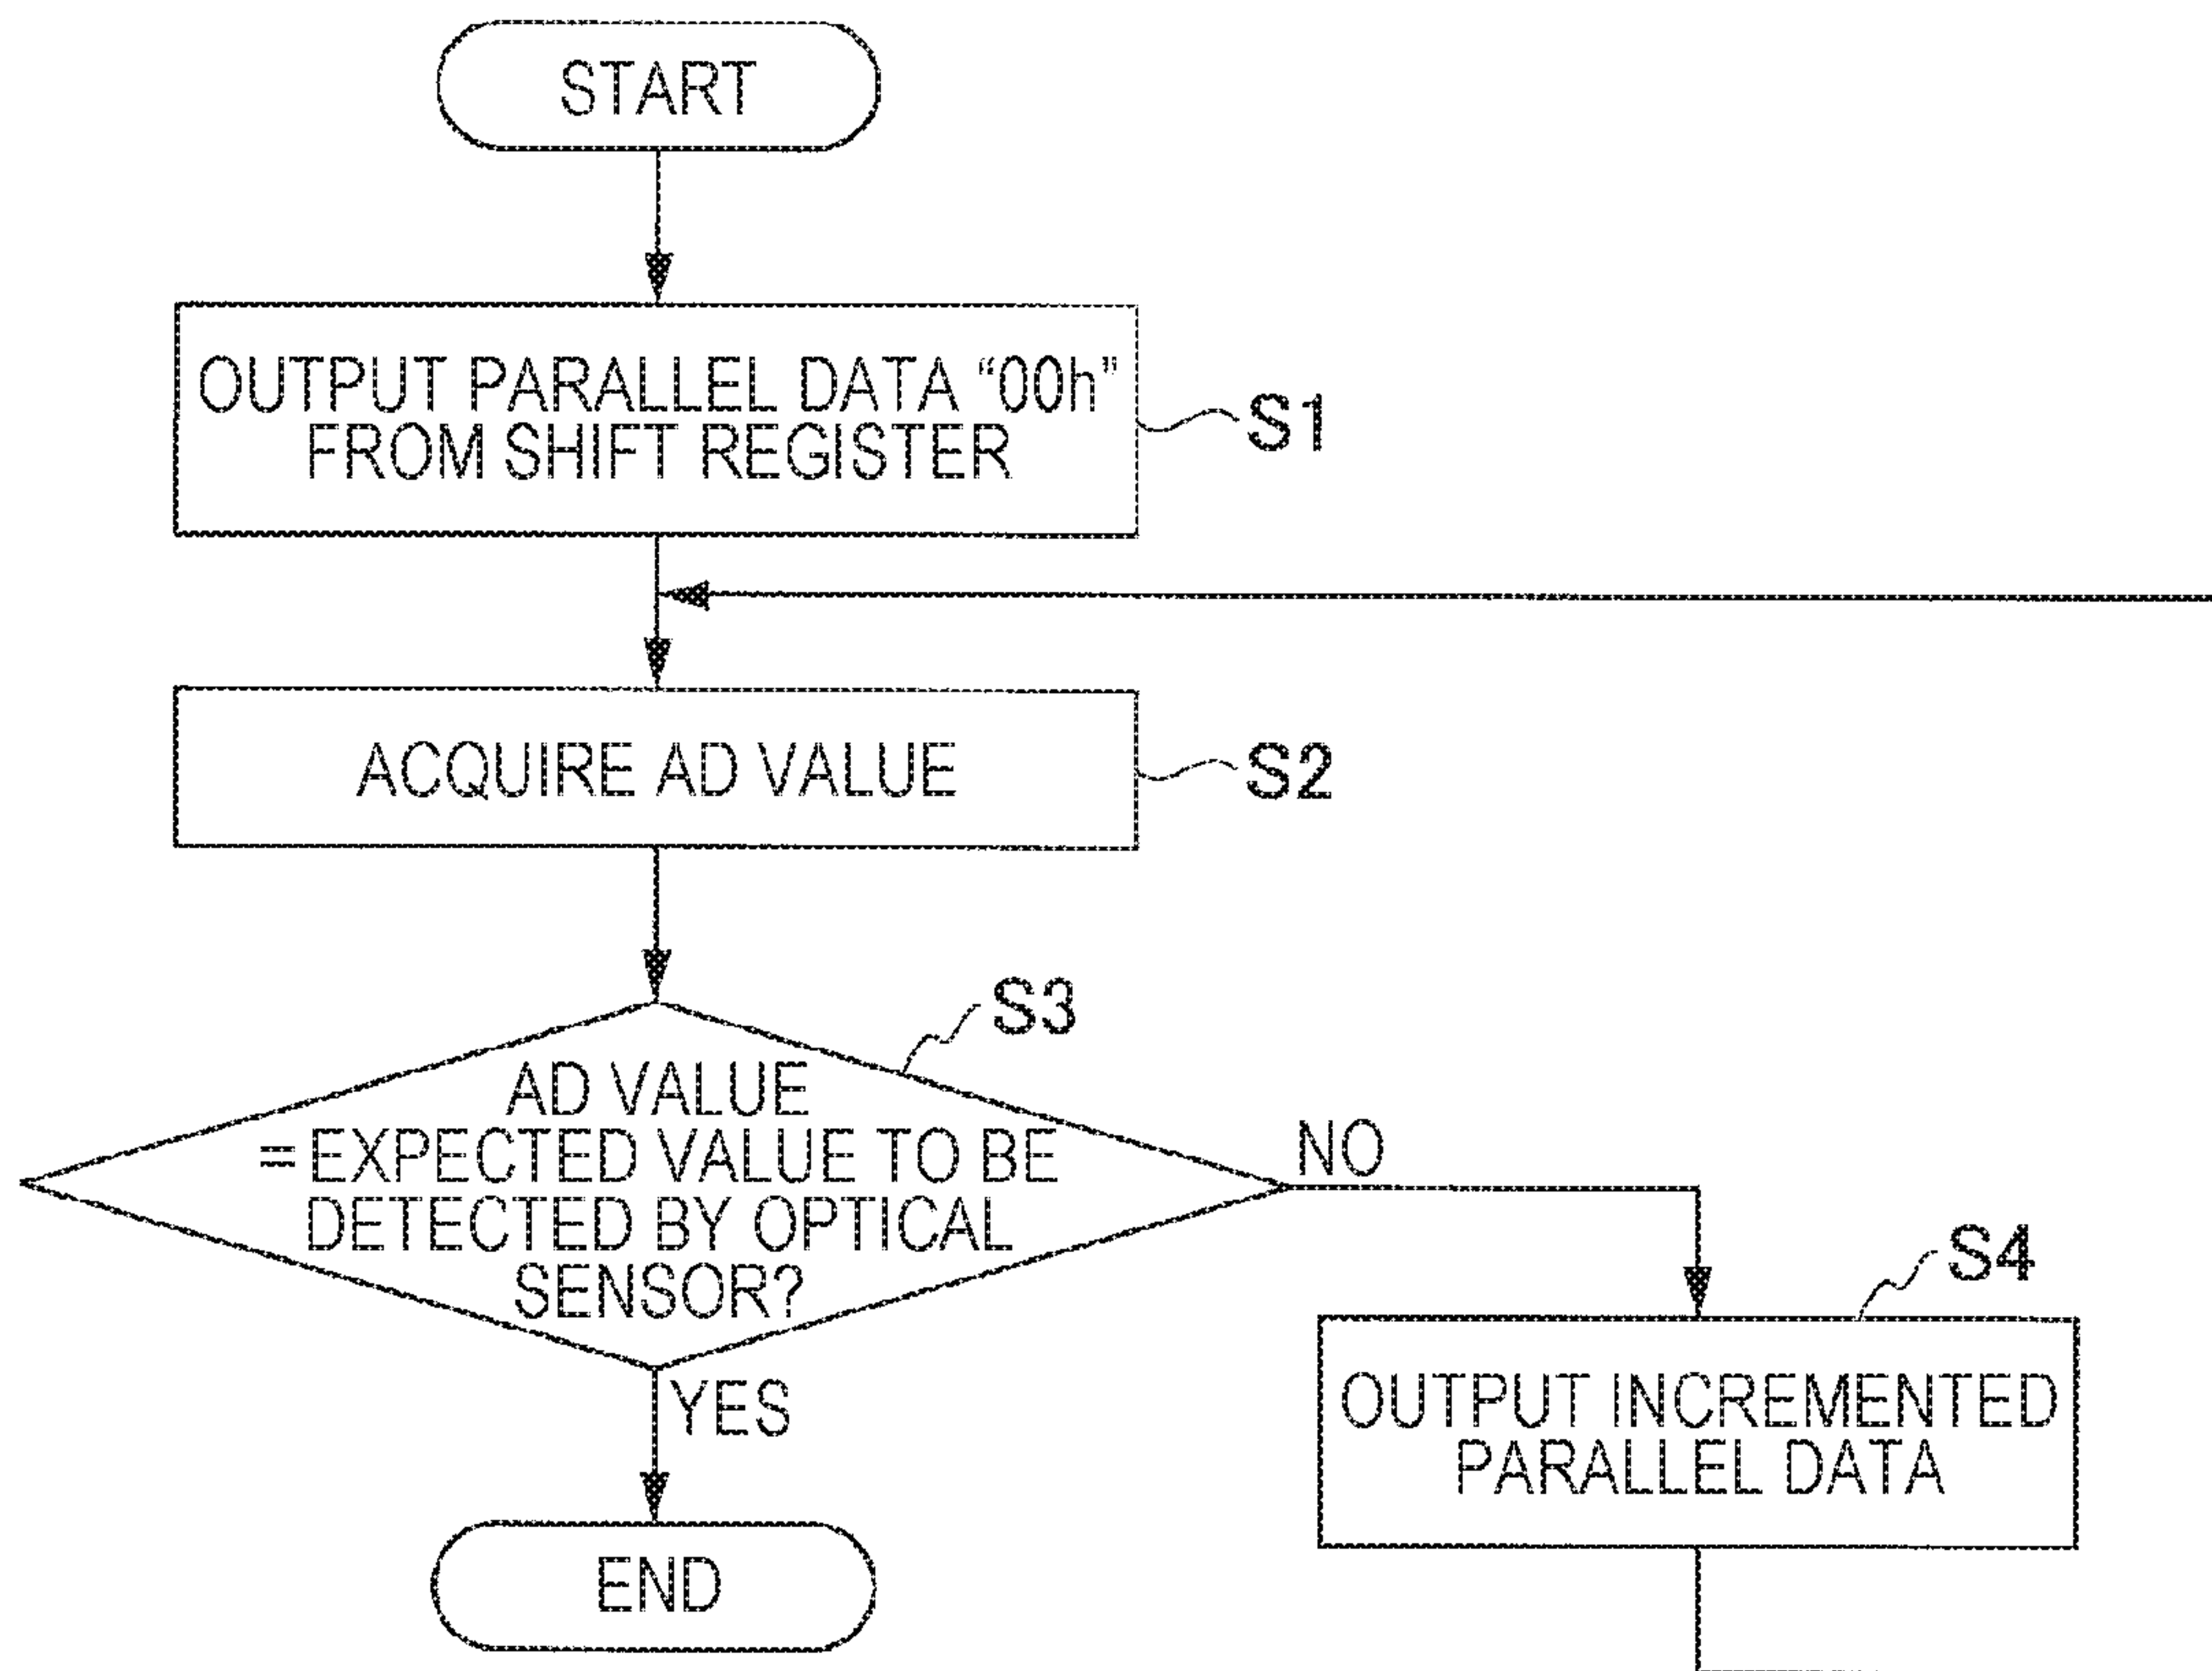 START
OUTPUT PARALLEL DATA “00h”
FROM SHIFT REGISTER
S1
ACQUIRE AD VALUE
S2
S3
AD VALUE
= EXPECTED VALUE TO BE
DETECTED BY OPTICAL
SENSOR?
NO
YES
S4
OUTPUT INCREMENTED
PARALLEL DATA
END